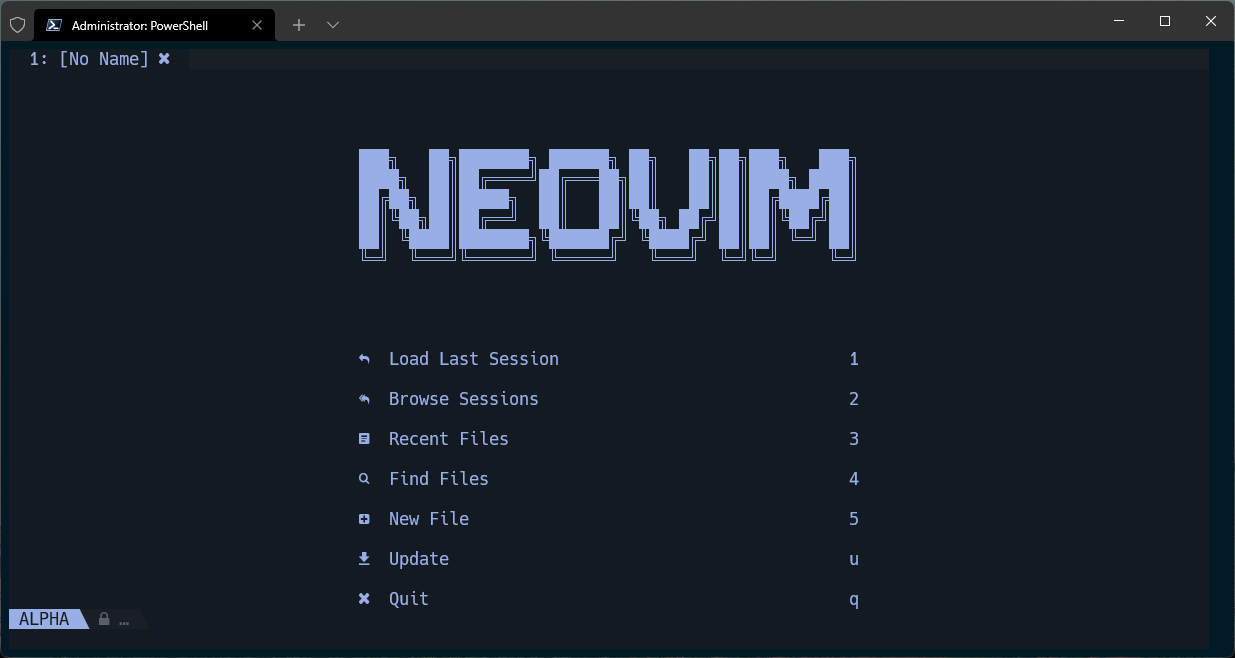 Administrator: PowerShell
1: [No Name]
NEOVIM
Load Last Session 1
Browse Sessions 2
Recent Files 3
Find Files 4
New File 5
Update u
Quit q
ALPHA …